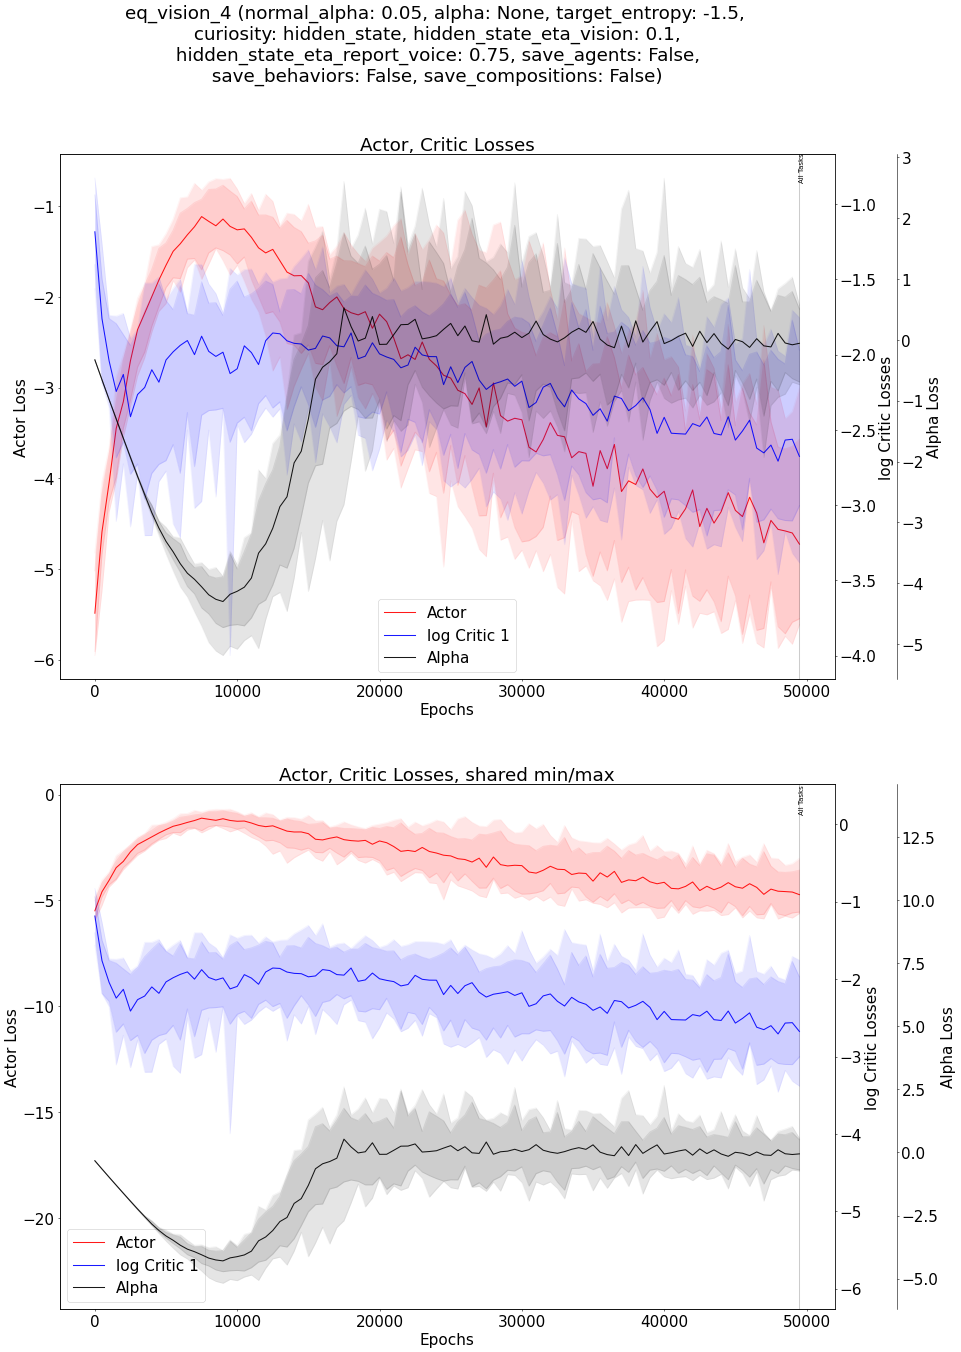 eq_vision_4 (normal_alpha: 0.05, alpha: None, target_entropy: -1.5,
curiosity: hidden_state, hidden_state_eta_vision: 0.1,
hidden_state_eta_report_voice: 0.75, save_agents: False,
save_behaviors: False, save_compositions: False)
Actor, Critic Losses
All Tasks
−1
−2
−3
−4
−5
−6
Actor Loss
−1.0
−1.5
−2.0
−2.5
−3.0
−3.5
−4.0
log Critic Losses
3
2
1
0
−1
−2
−3
−4
−5
Alpha Loss
Actor
log Critic 1
Alpha
0
10000
20000
30000
40000
50000
Epochs
Actor, Critic Losses, shared min/max
All Tasks
0
−5
−10
−15
−20
Actor Loss
0
−1
−2
−3
−4
−5
−6
log Critic Losses
12.5
10.0
7.5
5.0
2.5
0.0
−2.5
−5.0
Alpha Loss
Actor
log Critic 1
Alpha
0
10000
20000
30000
40000
50000
Epochs